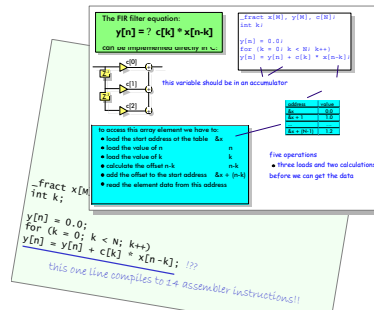 The FIR filter equation:
y[n] = ? c[k] * x[n-k]
can be implemented directly in C:
_fract x[M], y[M], c[N];
int k;
y[n] = 0.0;
for (k = 0; k < N; k++)
y[n] = y[n] + c[k] * x[n-k];
c[0]
c[1]
c[2]
this variable should be in an accumulator
address value
&x 0.0
&x + 1 1.0
&x + (N-1) 1.2
to access this array element we have to:
• load the start address of the table &x
• load the value of n n
• load the value of k k
• calculate the offset n-k n-k
• add the offset to the start address &x + (n-k)
• read the element data from this address
five operations
• three loads and two calculations
before we can get the data
_fract x[M
int k;
y[n] = 0.0;
for (k = 0; k < N; k++)
y[n] = y[n] + c[k] * x[n-k]; !??
this one line compiles to 14 assembler instructions!!